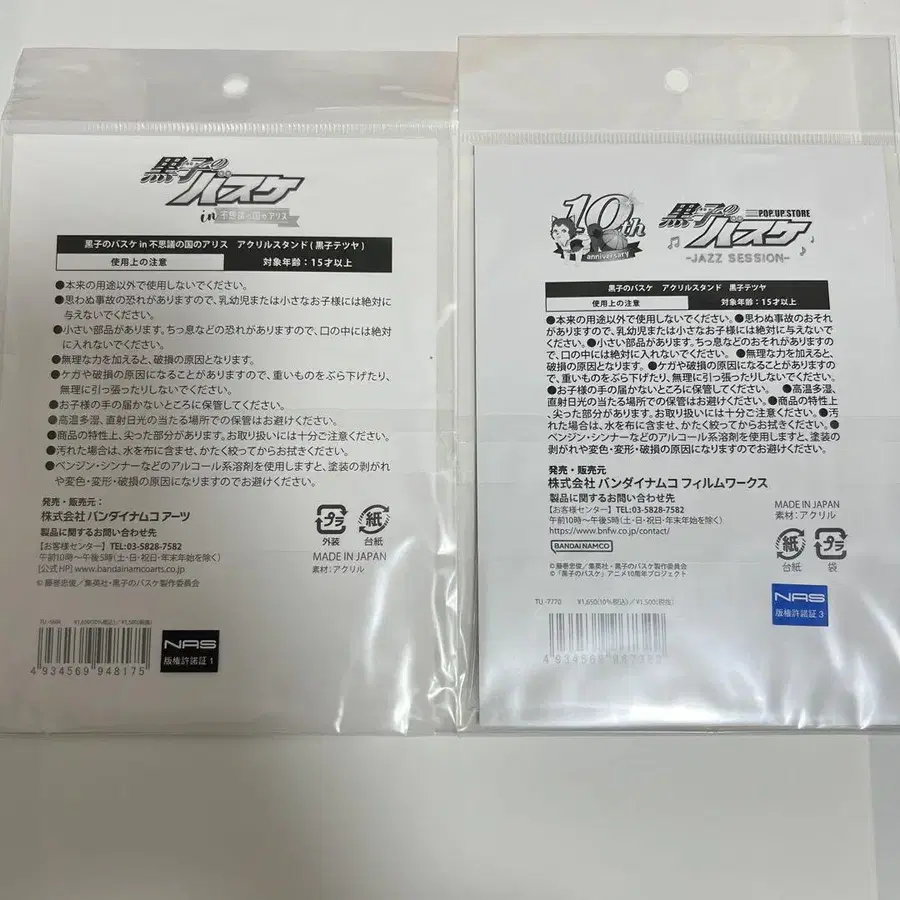 黒子の
バスケ
in 不思議の国のアリス
黒子のバスケ in 不思議の国のアリス アクリルスタンド(黒子テツヤ)
使用上の注意
対象年齢:15才以上
●本来の用途以外で使用しないでください。
●思わぬ事故の恐れがありますので、乳幼児または小さなお子様には絶対に
与えないでください。
●小さい部品があります。ちっ息などの恐れがありますので、口の中には絶対
に入れないでください。
●無理な力を加えると、破損の原因となります。
●ケガや破損の原因になることがありますので、重いものをぶら下げたり、
無理に引っ張ったりしないでください。
●お子様の手の届かないところに保管してください。
●高温多湿、直射日光の当たる場所での保管はお避けください。
●商品の特性上、尖った部分があります。お取り扱いには十分ご注意ください。
●汚れた場合は、水を布に含ませ、かたく絞ってからお拭きください。
●ベンジン・シンナーなどのアルコール系溶剤を使用しますと、塗装の剥がれ
や変色・変形・破損の原因になりますのでお避けください。
発売・販売元:
株式会社 バンダイナムコ アーツ
製品に関するお問い合わせ先
【お客様センター】TEL:03-5828-7582
午前10時〜午後5時(土・日・祝日・年末年始を除く)
[公式HP] www.bandainamcoarts.co.jp
©藤巻忠俊/集英社・黒子のバスケ製作委員会
プラ
外装
紙
台紙
MADE IN JAPAN
素材:アクリル
¥1,650(10%税込)/¥1,500(税抜)
4 934569 948175
NAS
版権許諾証 1
10th
anniversary
黒子の
バスケ
POP UP STORE
-JAZZ SESSION-
黒子のバスケ アクリルスタンド 黒子テツヤ
使用上の注意
対象年齢:15才以上
●本来の用途以外で使用しないでください。●思わぬ事故のおそれ
がありますので、乳幼児または小さなお子様には絶対に与えないでく
ださい。●小さい部品があります。ちっ息などのおそれがありますの
で、口の中には絶対に入れないでください。 ●無理な力を加えると、
破損の原因となります。●ケガや破損の原因になることがありますの
で、重いものをぶら下げたり、無理に引っ張ったりしないでください。
●お子様の手の届かないところに保管してください。 ●高温多湿、
直射日光の当たる場所での保管はお避けください。●商品の特性上
、尖った部分があります。お取り扱いには十分ご注意ください。●汚
れた場合は、水を布に含ませ、かたく絞ってからお拭きください。●
ベンジン・シンナーなどのアルコール系溶剤を使用しますと、塗装の
剥がれや変色・変形・破損の原因になりますのでお避けください。
発売・販売元
株式会社 バンダイナムコ フィルムワークス
製品に関するお問い合わせ先
【お客様センター】TEL:03-5828-7582
午前10時〜午後5時(土・日・祝日・年末年始を除く)
https://www.bnfw.co.jp/contact/
BANDAI NAMCO
©藤巻忠俊/集英社・黒子のバスケ製作委員会
©「黒子のバスケ」アニメ10周年プロジェクト
MADE IN JAPAN
素材:アクリル
紙
台紙
プラ
袋
TU-7770 ¥1,650(10%税込)/¥1,500(税抜)
NAS
版権許諾証 3